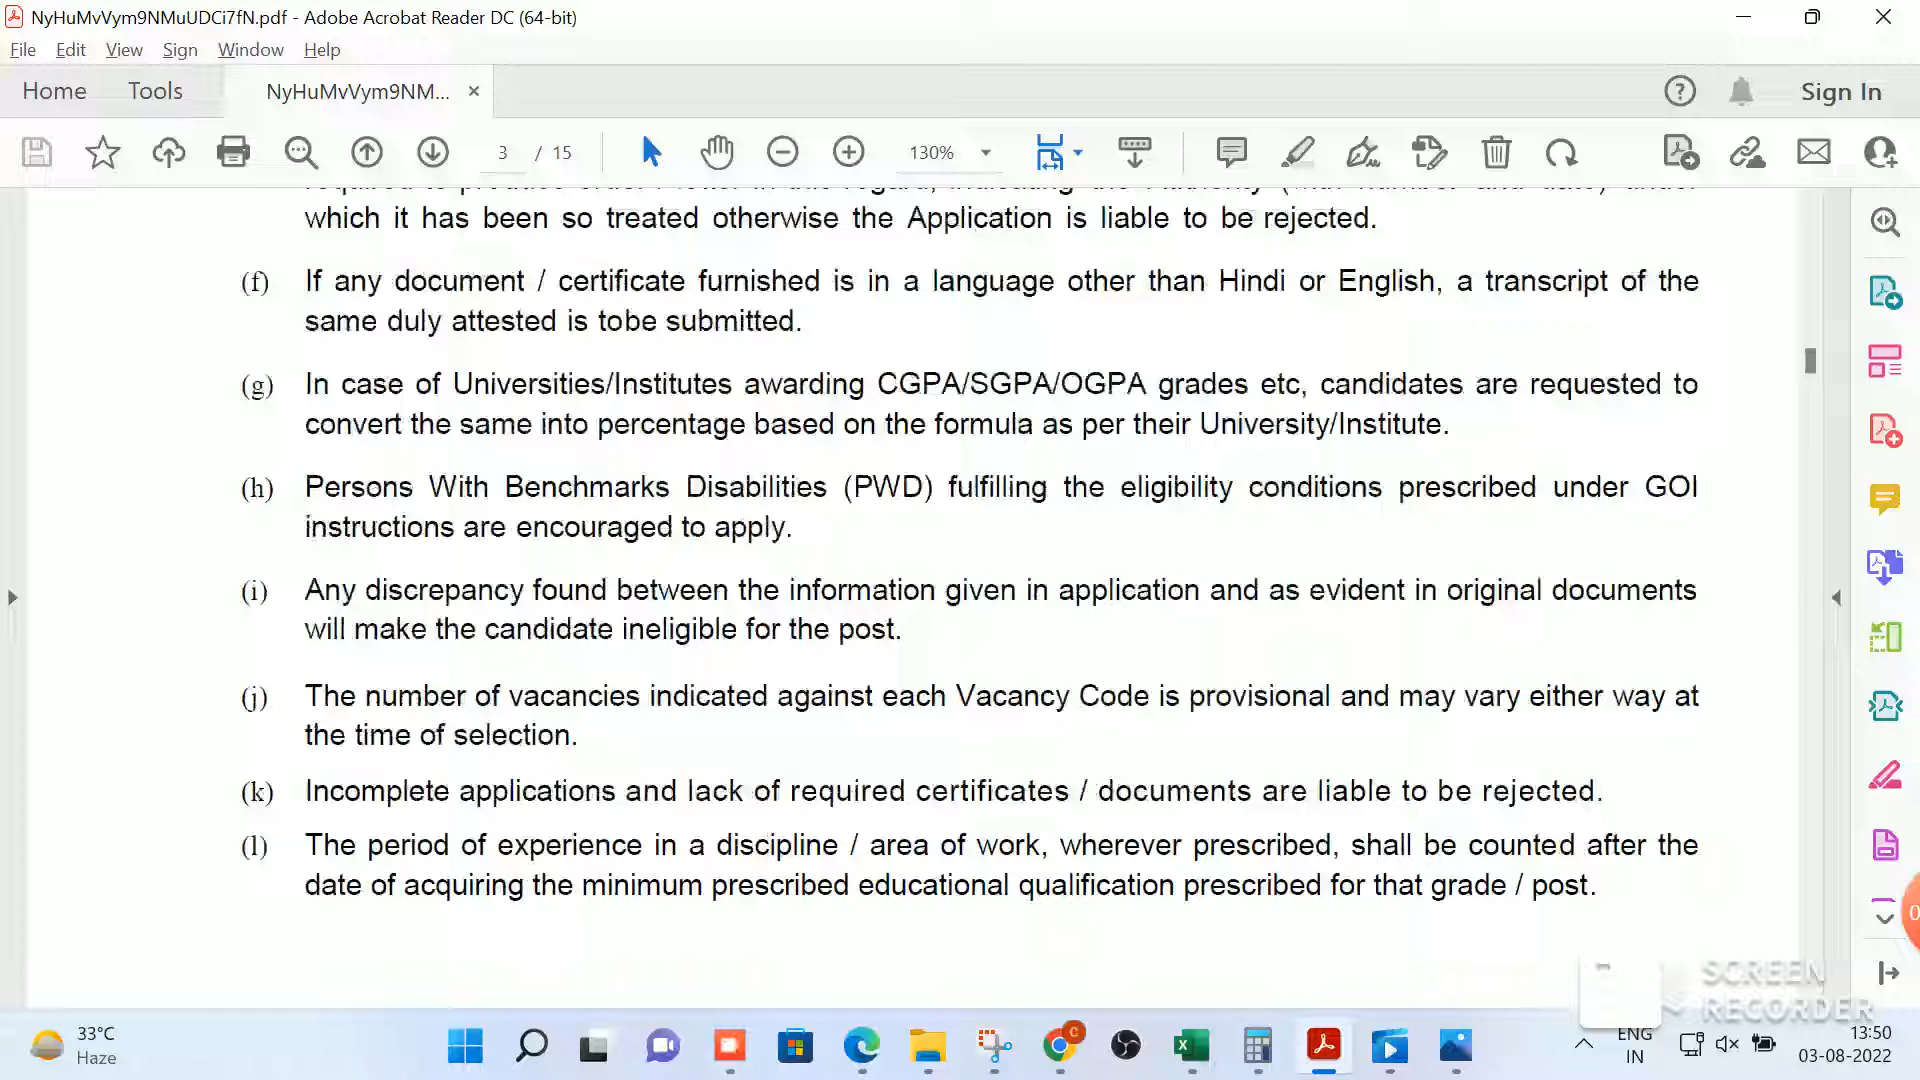 NyHuMvVym9NMuUDCi7fN.pdf - Adobe Acrobat Reader DC (64-bit)
File Edit View Sign Window Help
Home Tools NyHuMvVym9NM... × Sign In
3 / 15 130%
which it has been so treated otherwise the Application is liable to be rejected.
(f) If any document / certificate furnished is in a language other than Hindi or English, a transcript of the
same duly attested is tobe submitted.
(g) In case of Universities/Institutes awarding CGPA/SGPA/OGPA grades etc, candidates are requested to
convert the same into percentage based on the formula as per their University/Institute.
(h) Persons With Benchmarks Disabilities (PWD) fulfilling the eligibility conditions prescribed under GOI
instructions are encouraged to apply.
(i) Any discrepancy found between the information given in application and as evident in original documents
will make the candidate ineligible for the post.
(j) The number of vacancies indicated against each Vacancy Code is provisional and may vary either way at
the time of selection.
(k) Incomplete applications and lack of required certificates / documents are liable to be rejected.
(l) The period of experience in a discipline / area of work, wherever prescribed, shall be counted after the
date of acquiring the minimum prescribed educational qualification prescribed for that grade / post.
SCREEN
RECORDER
33°C
Haze
ENG
IN
13:50
03-08-2022